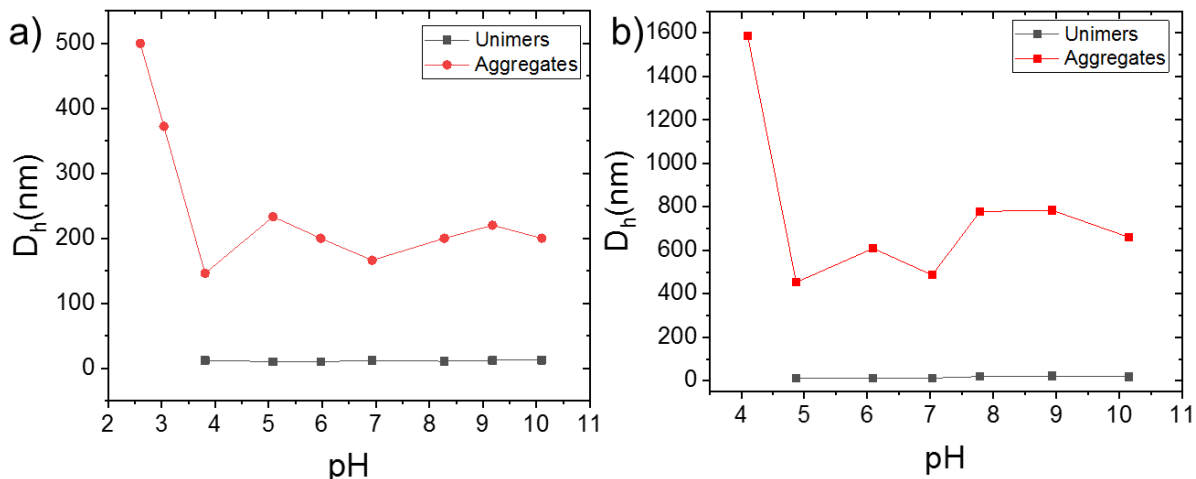 a)
Unimers
Aggregates
500
400
300
200
100
0
2 3 4 5 6 7 8 9 10 11
pH
Dh(nm)
b)
Unimers
Aggregates
1600
1400
1200
1000
800
600
400
200
0
4 5 6 7 8 9 10 11
pH
Dh(nm)